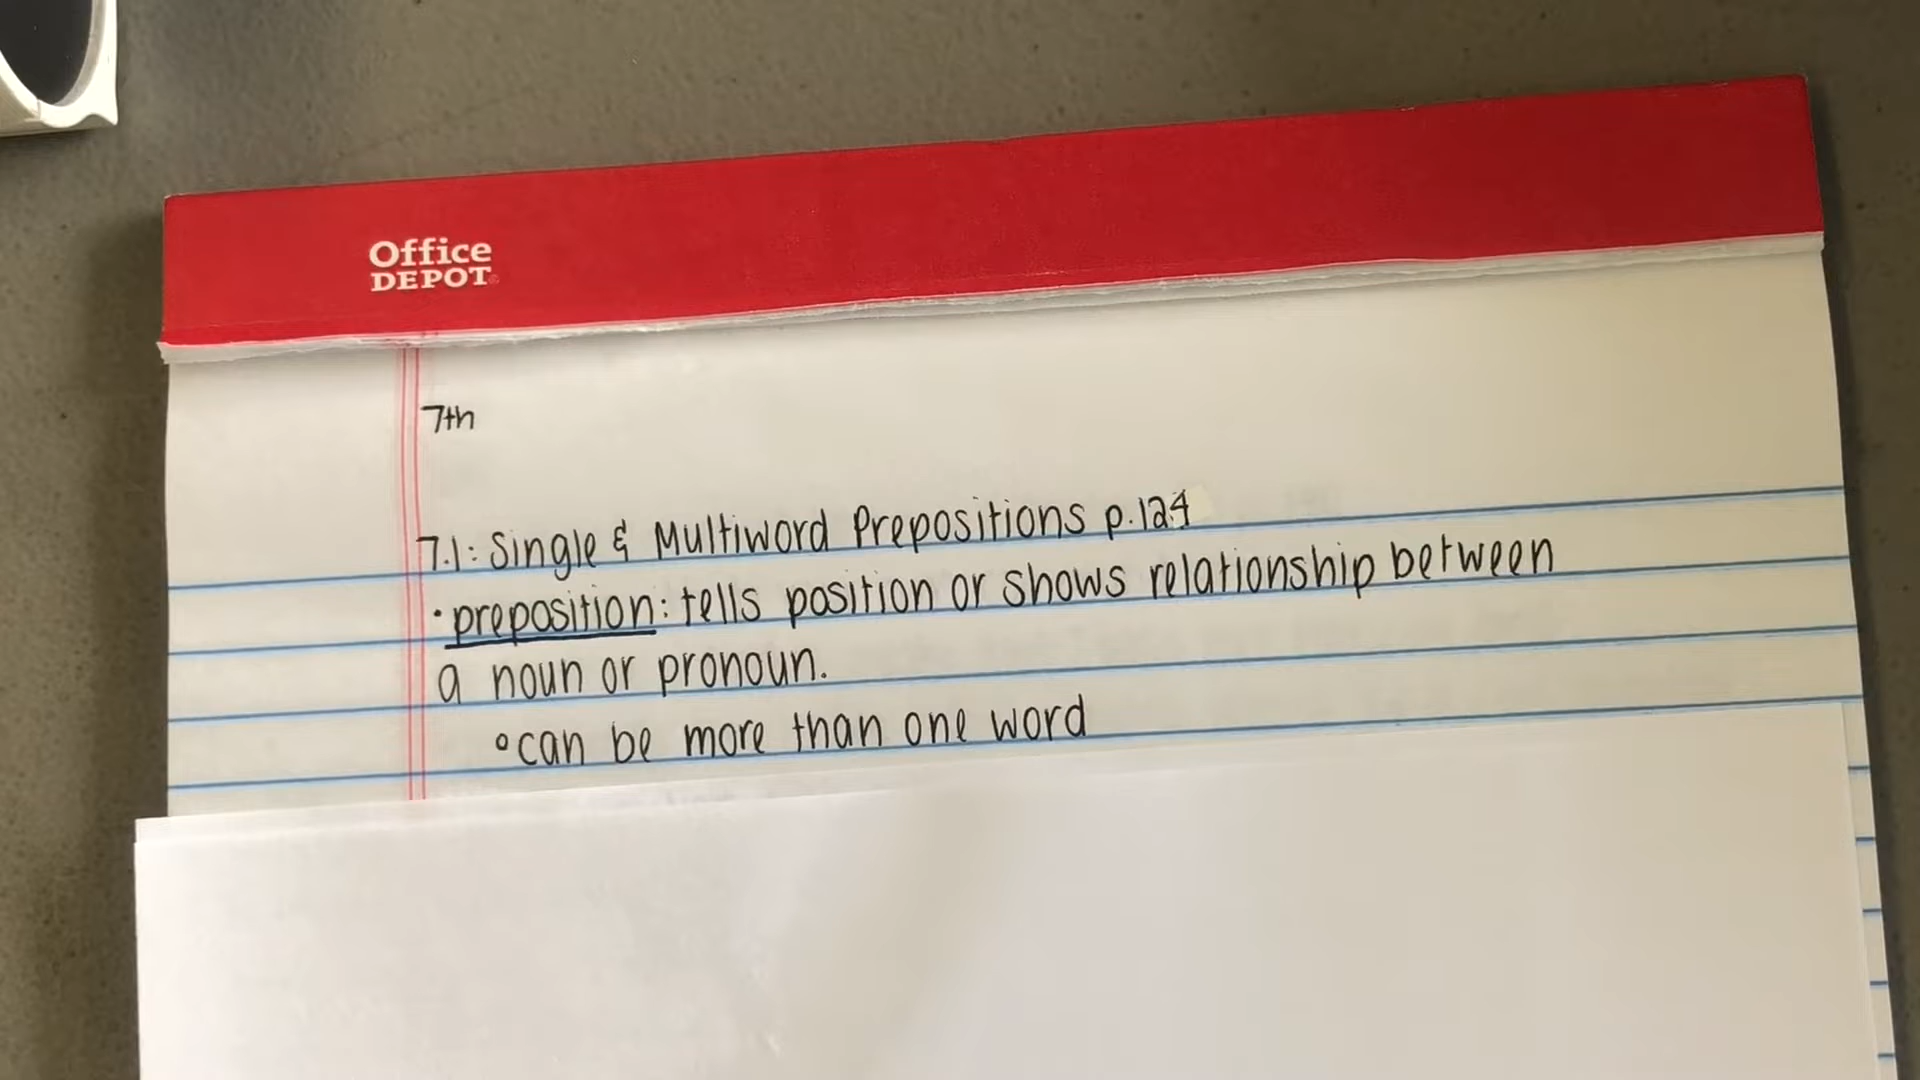 Office
DEPOT
7th
7.1: Single & Multiword Prepositions p.124
• preposition: tells position or shows relationship between
a noun or pronoun.
◦ can be more than one word